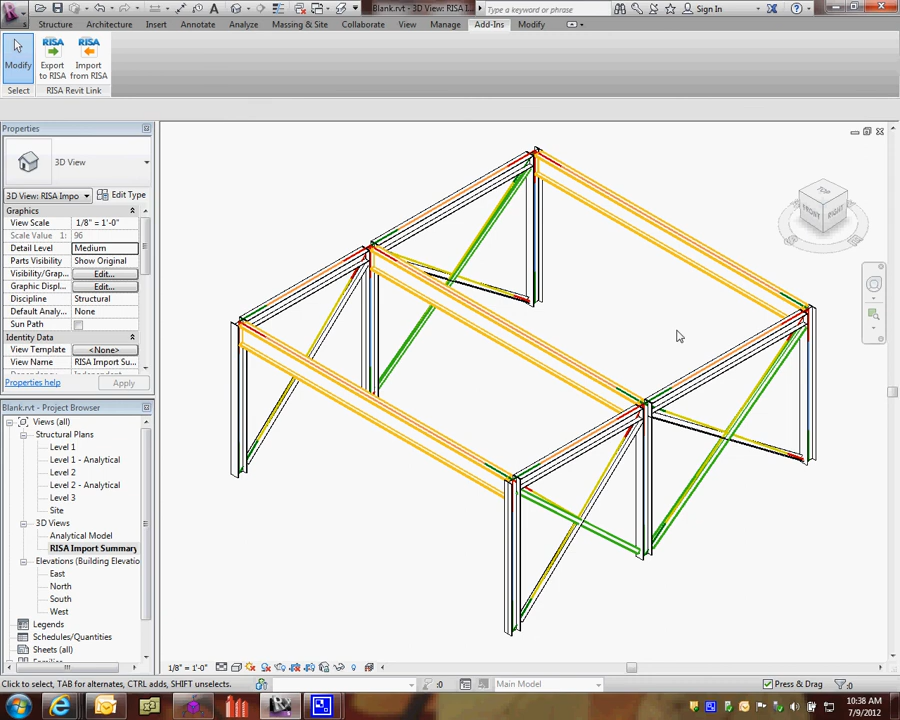 Blank.rvt - 3D View: RISA I...
Type a keyword or phrase
Sign In
Architecture Insert Annotate Analyze Massing & Site Collaborate View Manage Add-Ins Modify
Modify
Export to RISA
Import from RISA
Select RISA Revit Link
Properties
3D View
3D View: RISA Impo Edit Type
Graphics
View Scale 1/8" = 1'-0"
Scale Value 1: 96
Detail Level Medium
Parts Visibility Show Original
Visibility/Grap... Edit...
Graphic Displ... Edit...
Discipline Structural
Default Analy... None
Sun Path
Identity Data
View Template <None>
View Name RISA Import Su...
Properties help Apply
Blank.rvt - Project Browser
Views (all)
Structural Plans
Level 1
Level 1 - Analytical
Level 2
Level 2 - Analytical
Level 3
Site
3D Views
Analytical Model
RISA Import Summary
Elevations (Building Elevatio
East
North
South
West
Legends
Schedules/Quantities
Sheets (all)
TOP
FRONT RIGHT
1/8" = 1'-0"
Click to select, TAB for alternates, CTRL adds, SHIFT unselects.
:0
Main Model
Press & Drag
:0
10:38 AM
7/9/2012